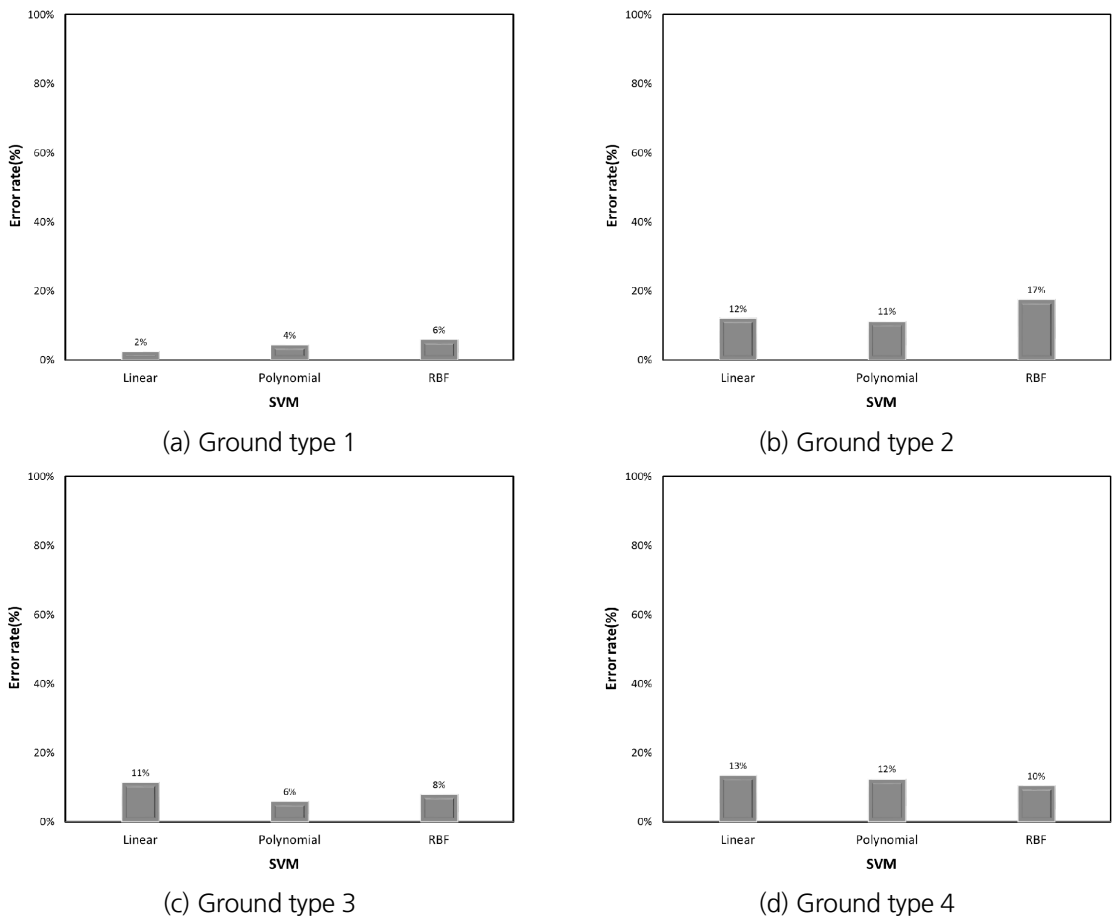 100%
80%
60%
40%
20%
0%
Error rate(%)
2%
4%
6%
Linear
Polynomial
RBF
SVM
(a) Ground type 1
100%
80%
60%
40%
20%
0%
Error rate(%)
12%
11%
17%
Linear
Polynomial
RBF
SVM
(b) Ground type 2
100%
80%
60%
40%
20%
0%
Error rate(%)
11%
6%
8%
Linear
Polynomial
RBF
SVM
(c) Ground type 3
100%
80%
60%
40%
20%
0%
Error rate(%)
13%
12%
10%
Linear
Polynomial
RBF
SVM
(d) Ground type 4